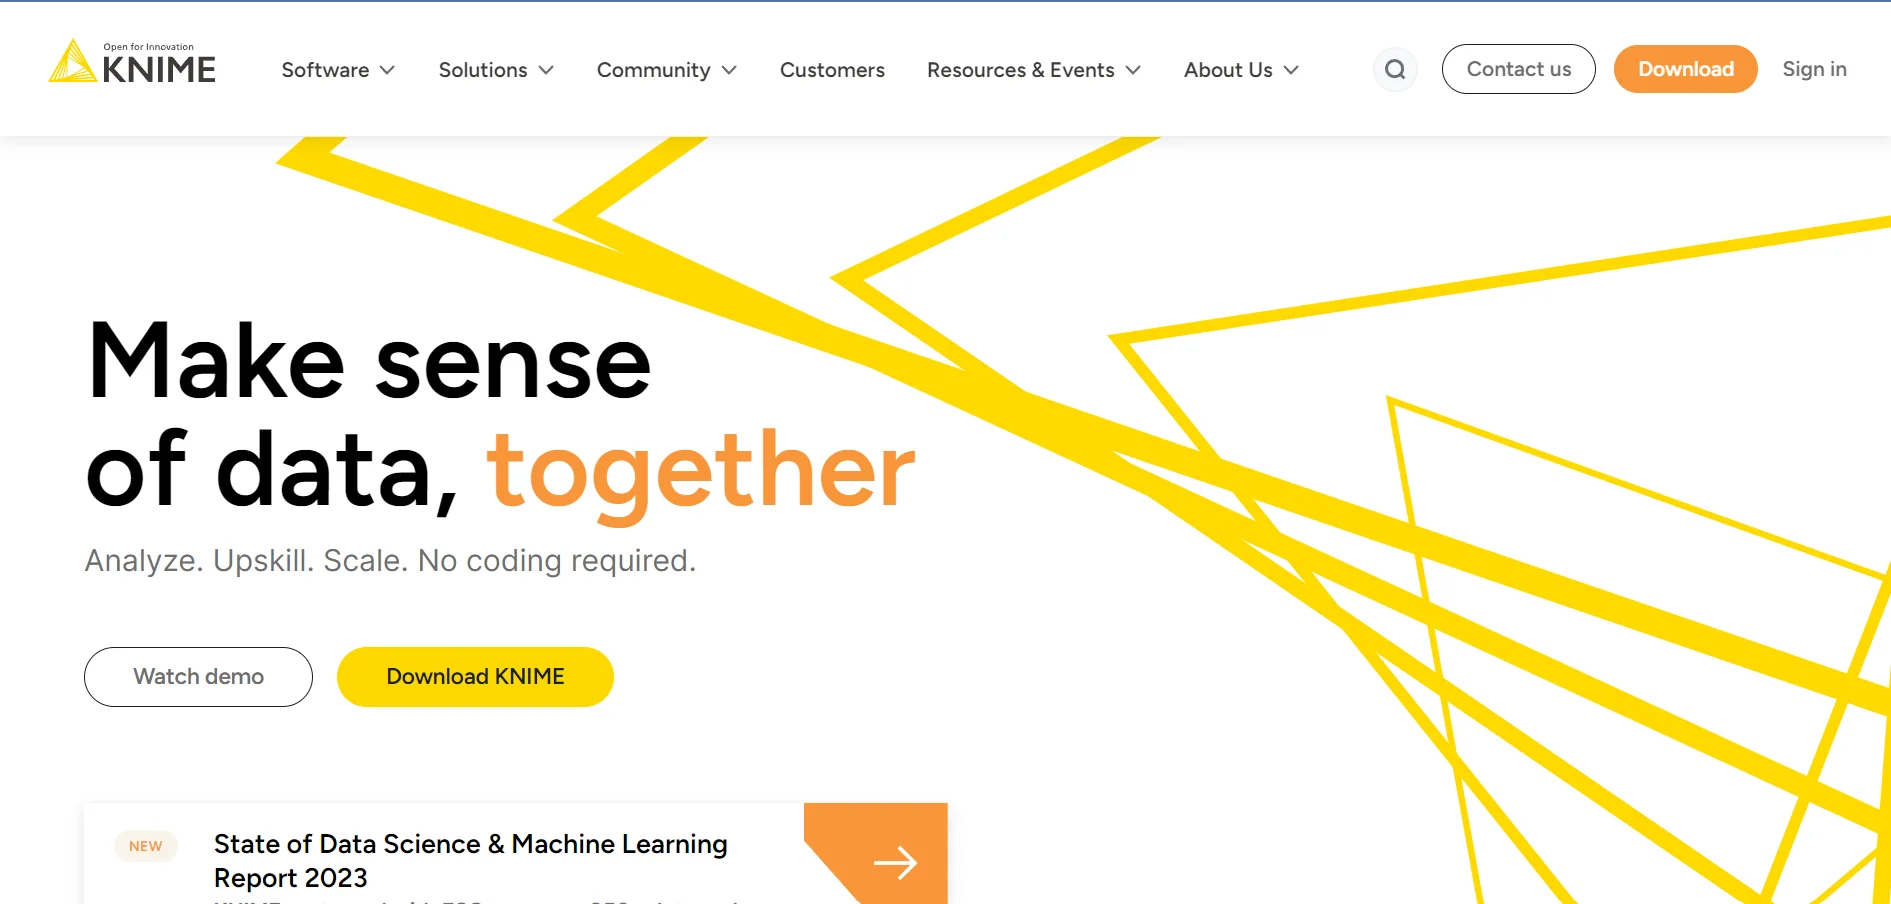 Open for Innovation
KNIME
Software
Solutions
Community
Customers
Resources & Events
About Us
Contact us
Download
Sign in
Make sense
of data, together
Analyze. Upskill. Scale. No coding required.
Watch demo
Download KNIME
NEW
State of Data Science & Machine Learning
Report 2023